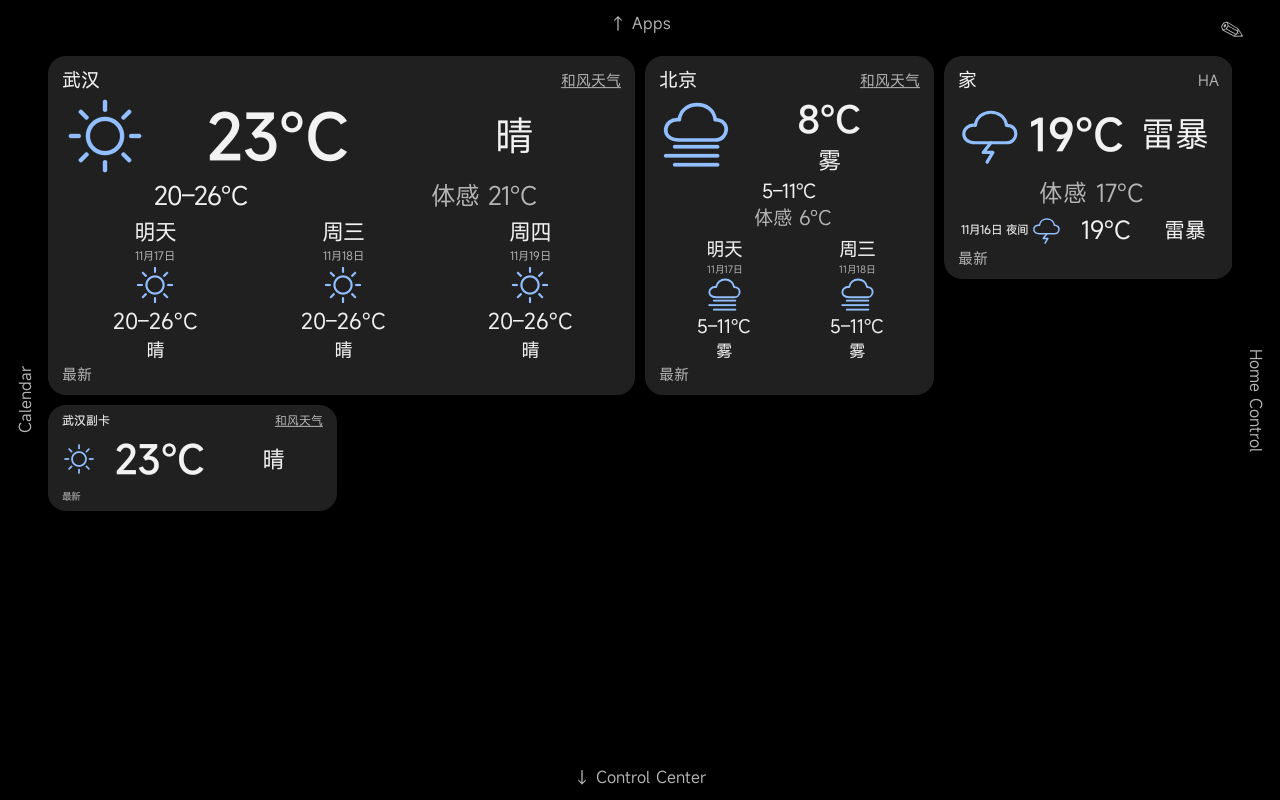 ↑ Apps
武汉 和风天气
23°C 晴
20–26°C 体感 21°C
明天 周三 周四
11月17日 11月18日 11月19日
20–26°C 20–26°C 20–26°C
晴 晴 晴
最新
北京 和风天气
8°C
雾
5–11°C
体感 6°C
明天 周三
11月17日 11月18日
5–11°C 5–11°C
雾 雾
最新
家 HA
19°C 雷暴
体感 17°C
11月16日 夜间 19°C 雷暴
最新
武汉副卡 和风天气
23°C 晴
最新
Calendar
Home Control
↓ Control Center